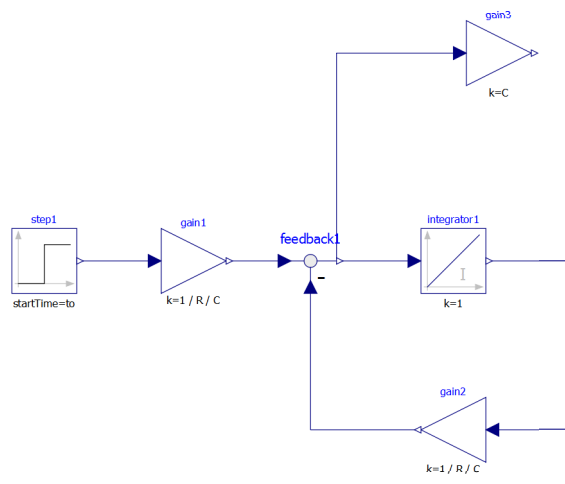 gain3
k=C
step1
gain1
feedback1
integrator1
-
I
startTime=to
k=1 / R / C
k=1
gain2
k=1 / R / C